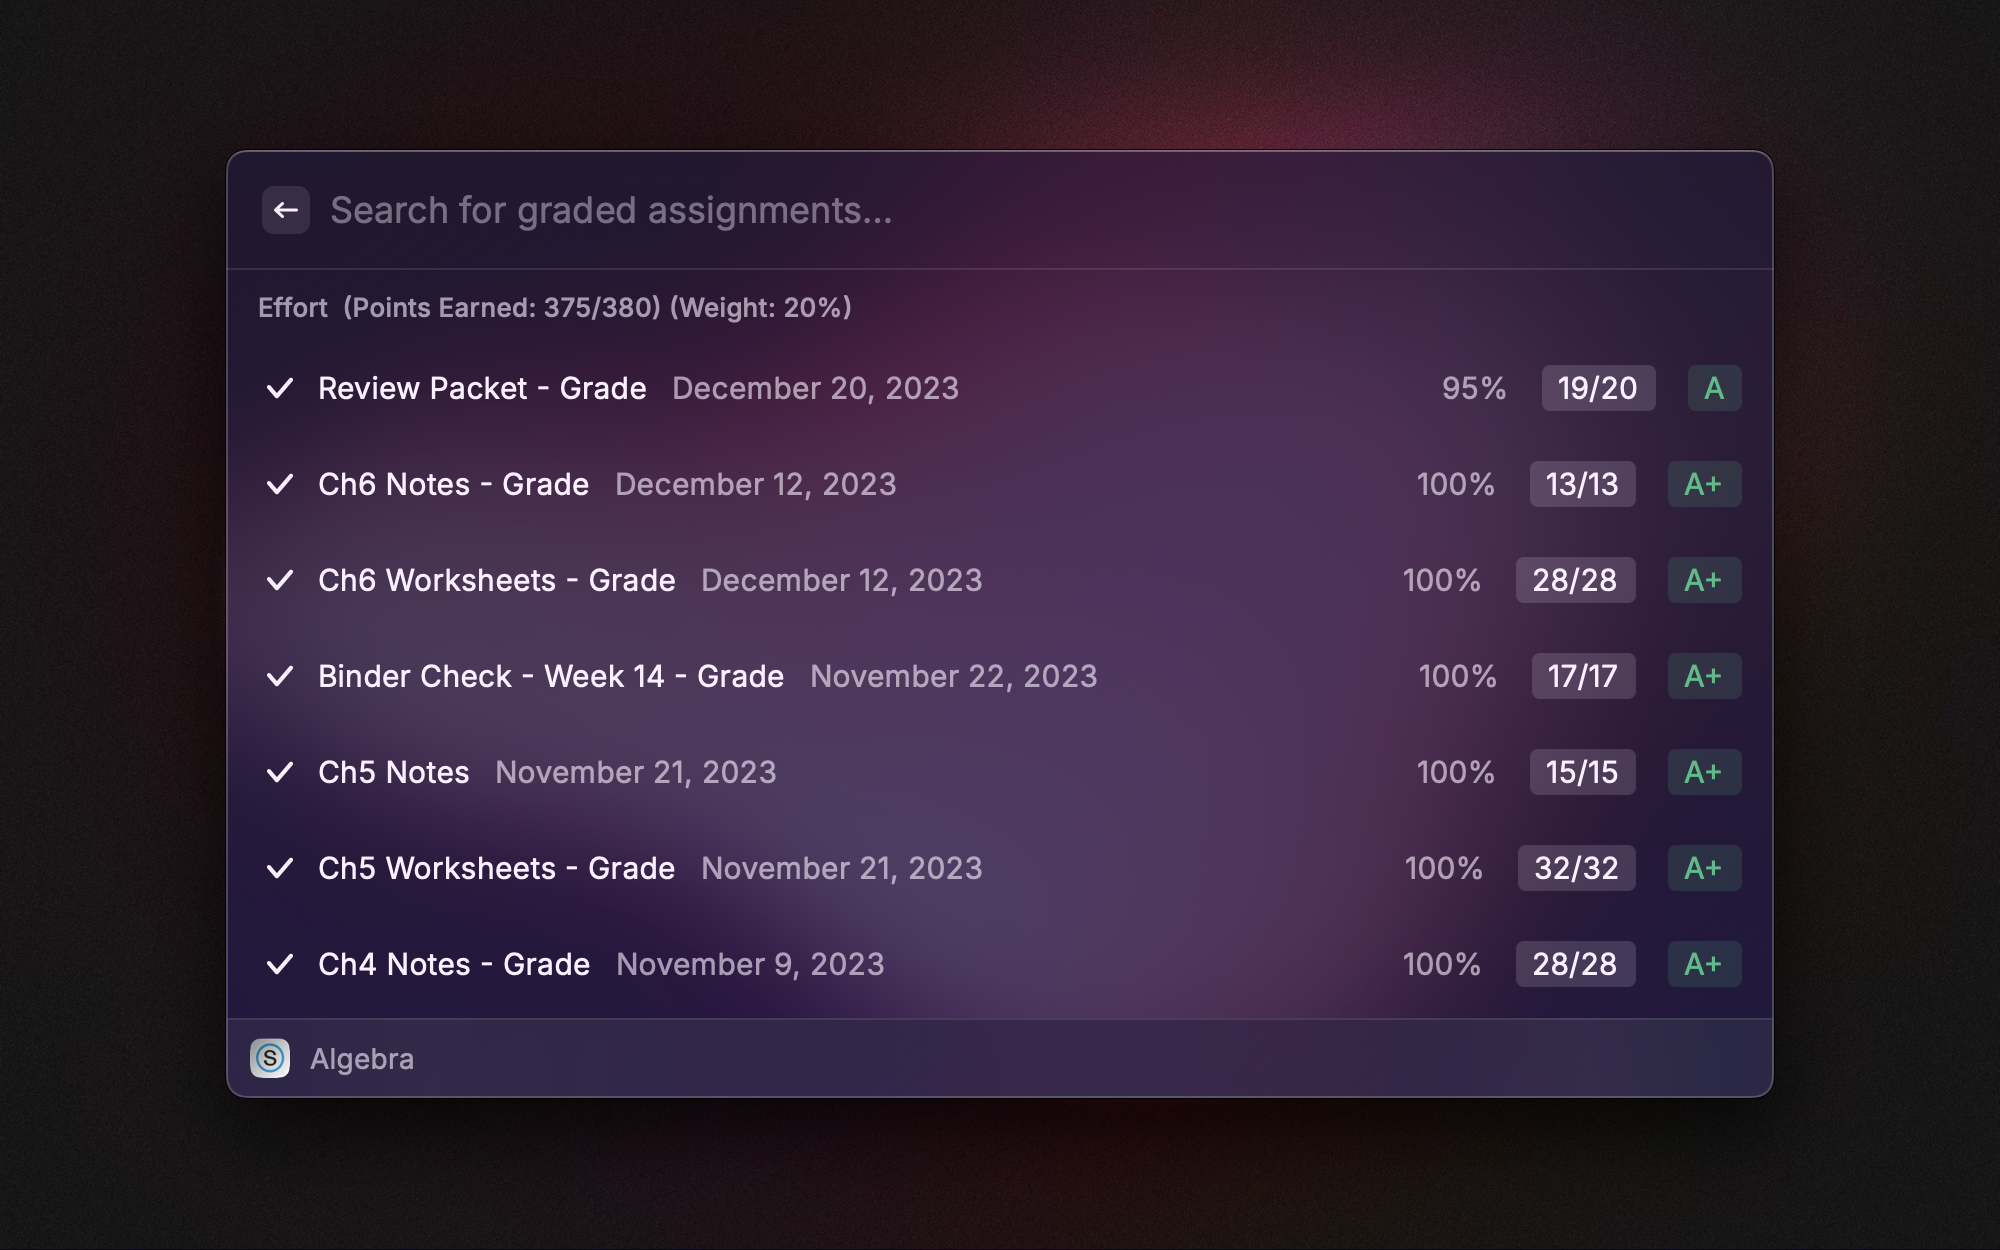 Search for graded assignments...
Effort (Points Earned: 375/380) (Weight: 20%)
Review Packet - Grade December 20, 2023 95% 19/20 A
Ch6 Notes - Grade December 12, 2023 100% 13/13 A+
Ch6 Worksheets - Grade December 12, 2023 100% 28/28 A+
Binder Check - Week 14 - Grade November 22, 2023 100% 17/17 A+
Ch5 Notes November 21, 2023 100% 15/15 A+
Ch5 Worksheets - Grade November 21, 2023 100% 32/32 A+
Ch4 Notes - Grade November 9, 2023 100% 28/28 A+
S Algebra